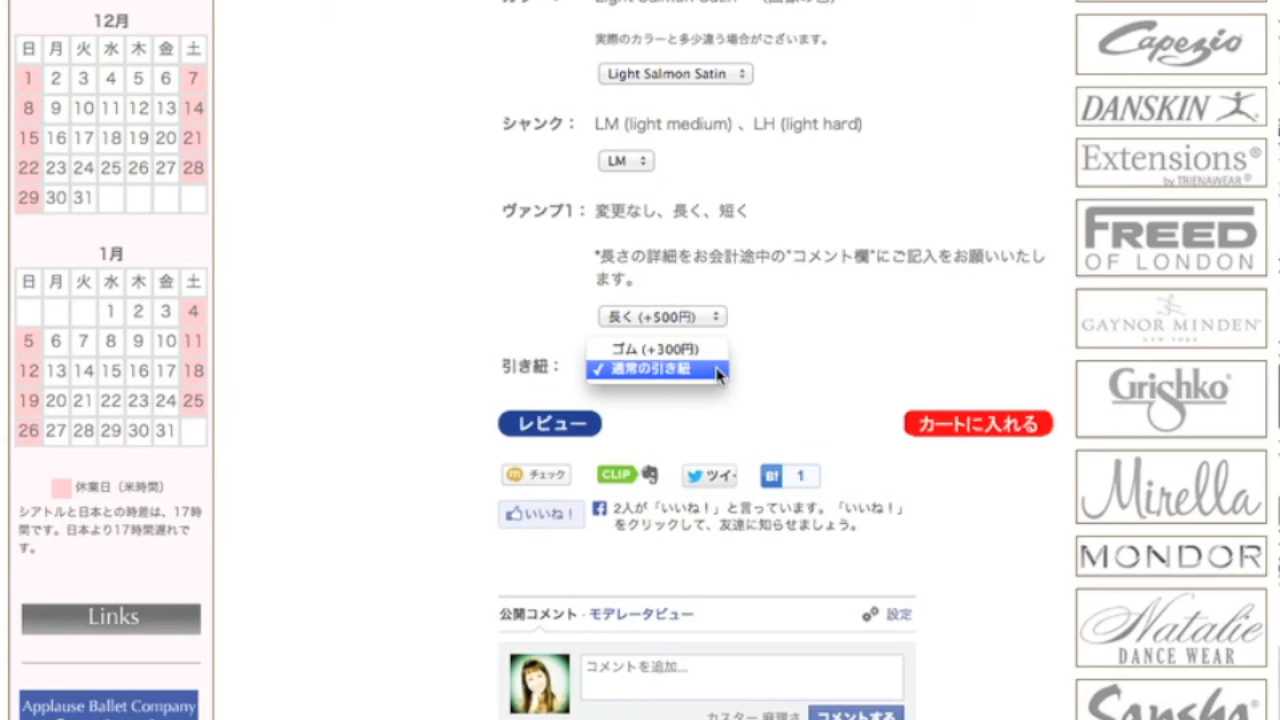 12月
日 月 火 水 木 金 土
1 2 3 4 5 6 7
8 9 10 11 12 13 14
15 16 17 18 19 20 21
22 23 24 25 26 27 28
29 30 31
1月
日 月 火 水 木 金 土
1 2 3 4
5 6 7 8 9 10 11
12 13 14 15 16 17 18
19 20 21 22 23 24 25
26 27 28 29 30 31
休業日（米時間）
シアトルと日本との時差は、17時
間です。日本より17時間遅れで
す。
Links
Applause Ballet Company
Light Salmon Satin
実際のカラーと多少違う場合がございます。
Light Salmon Satin
シャンク： LM (light medium) 、LH (light hard)
LM
ヴァンプ1： 変更なし、長く、短く
*長さの詳細をお会計途中の"コメント欄"にご記入をお願いいたし
ます。
長く (+500円)
ゴム (+300円)
引き紐： ✓ 通常の引き紐
レビュー
カートに入れる
チェック
CLIP
ツイ
B! 1
いいね！
2人が「いいね！」と言っています。「いいね！」
をクリックして、友達に知らせましょう。
公開コメント · モデレータビュー
設定
コメントを追加...
カスター 麻理さ
コメントする
Capezio
DANSKIN
Extensions®
by TRIENAWEAR®
FREED
OF LONDON
GAYNOR MINDEN
NEW YORK
Grishko
Mirella
MONDOR
Natalie
DANCE WEAR
Sansha